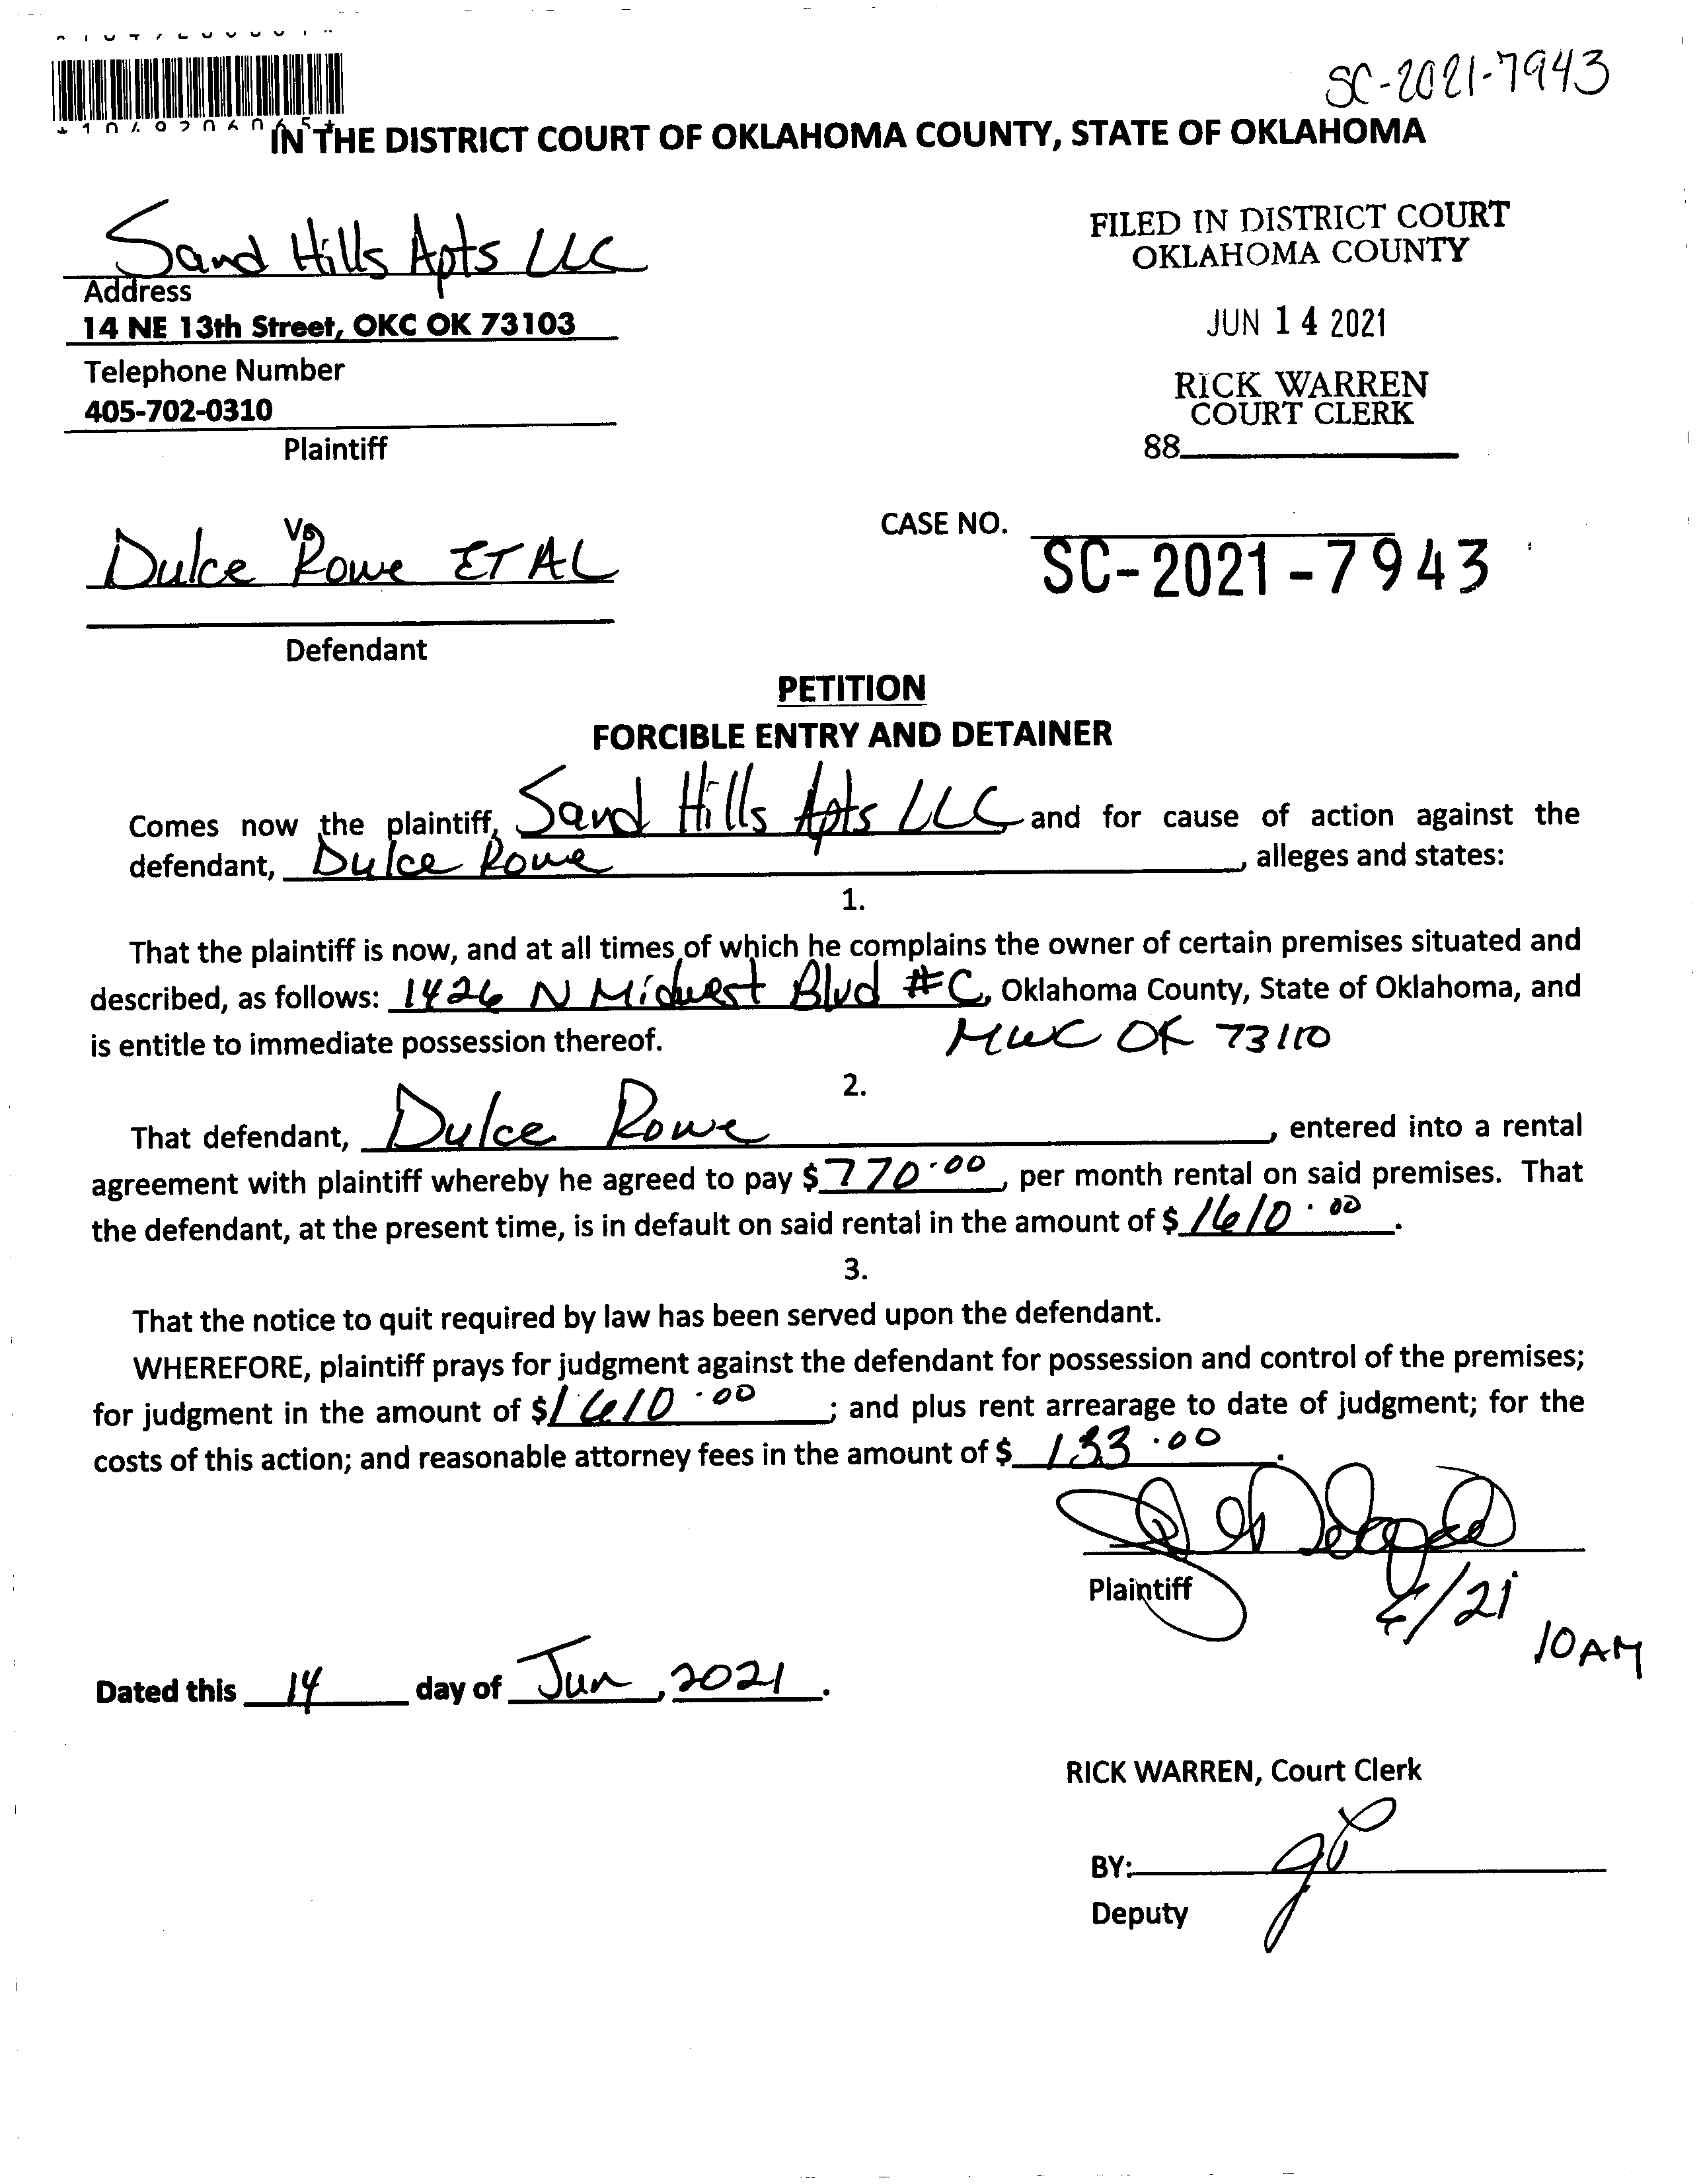 SC-2021-7943
IN THE DISTRICT COURT OF OKLAHOMA COUNTY, STATE OF OKLAHOMA
Sand Hills Apts LLC
Address
14 NE 13th Street, OKC OK 73103
Telephone Number
405-702-0310
Plaintiff
FILED IN DISTRICT COURT
OKLAHOMA COUNTY
JUN 14 2021
RICK WARREN
COURT CLERK
88
vs
Dulce Rowe ET AL
Defendant
CASE NO.
SC-2021-7943
PETITION
FORCIBLE ENTRY AND DETAINER
Comes now the plaintiff, Sand Hills Apts LLC and for cause of action against the
defendant, Dulce Rowe, alleges and states:
1.
That the plaintiff is now, and at all times of which he complains the owner of certain premises situated and
described, as follows: 1426 N Midwest Blvd #C, Oklahoma County, State of Oklahoma, and
is entitle to immediate possession thereof. MWC OK 73110
2.
That defendant, Dulce Rowe, entered into a rental
agreement with plaintiff whereby he agreed to pay $ 770.00, per month rental on said premises. That
the defendant, at the present time, is in default on said rental in the amount of $ 1610.00.
3.
That the notice to quit required by law has been served upon the defendant.
WHEREFORE, plaintiff prays for judgment against the defendant for possession and control of the premises;
for judgment in the amount of $1610.00; and plus rent arrearage to date of judgment; for the
costs of this action; and reasonable attorney fees in the amount of $ 133.00.
Plaintiff
6/21
10AM
Dated this 14 day of Jun, 2021.
RICK WARREN, Court Clerk
BY:
Deputy